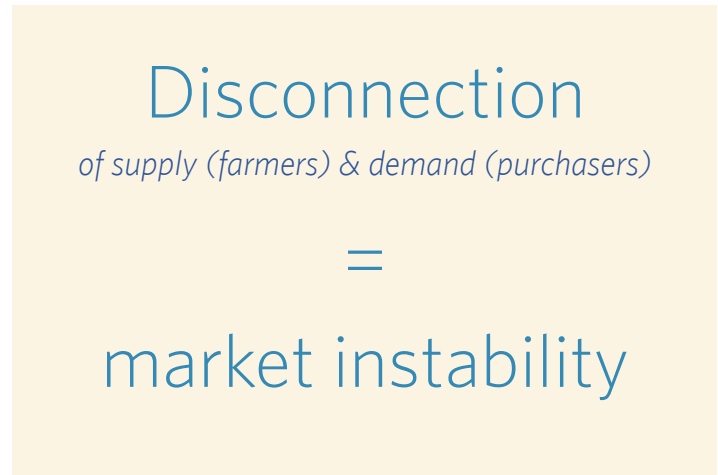 Disconnection
of supply (farmers) & demand (purchasers)
=
market instability